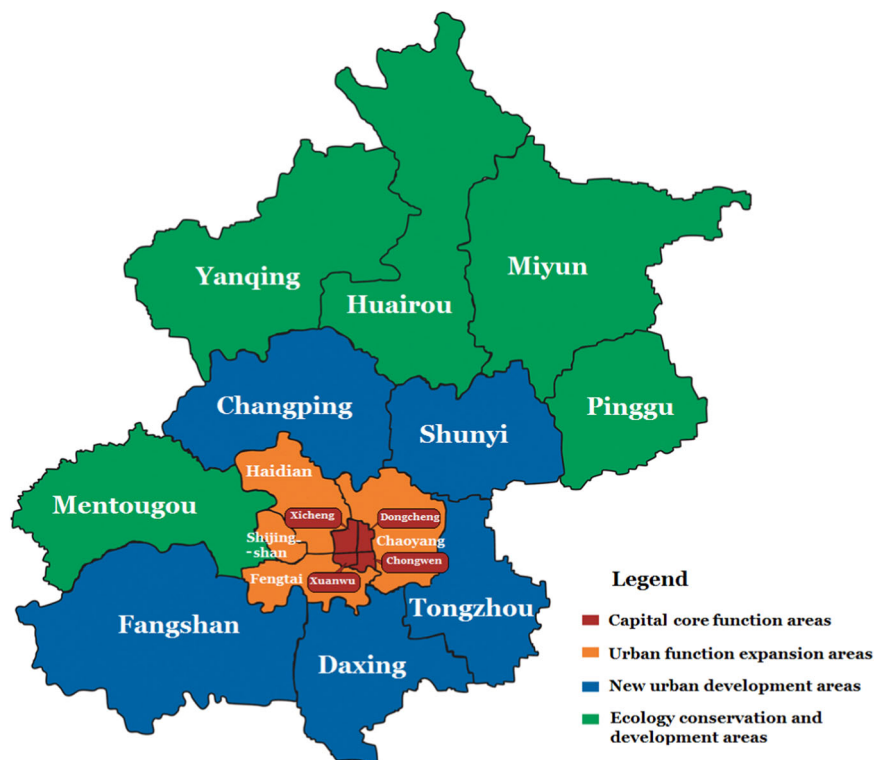 Yanqing
Huairou
Miyun
Changping
Shunyi
Pinggu
Haidian
Mentougou
Xicheng
Dongcheng
Shijing-
-shan
Chaoyang
Chongwen
Fengtai
Xuanwu
Fangshan
Tongzhou
Daxing
Legend
Capital core function areas
Urban function expansion areas
New urban development areas
Ecology conservation and
development areas